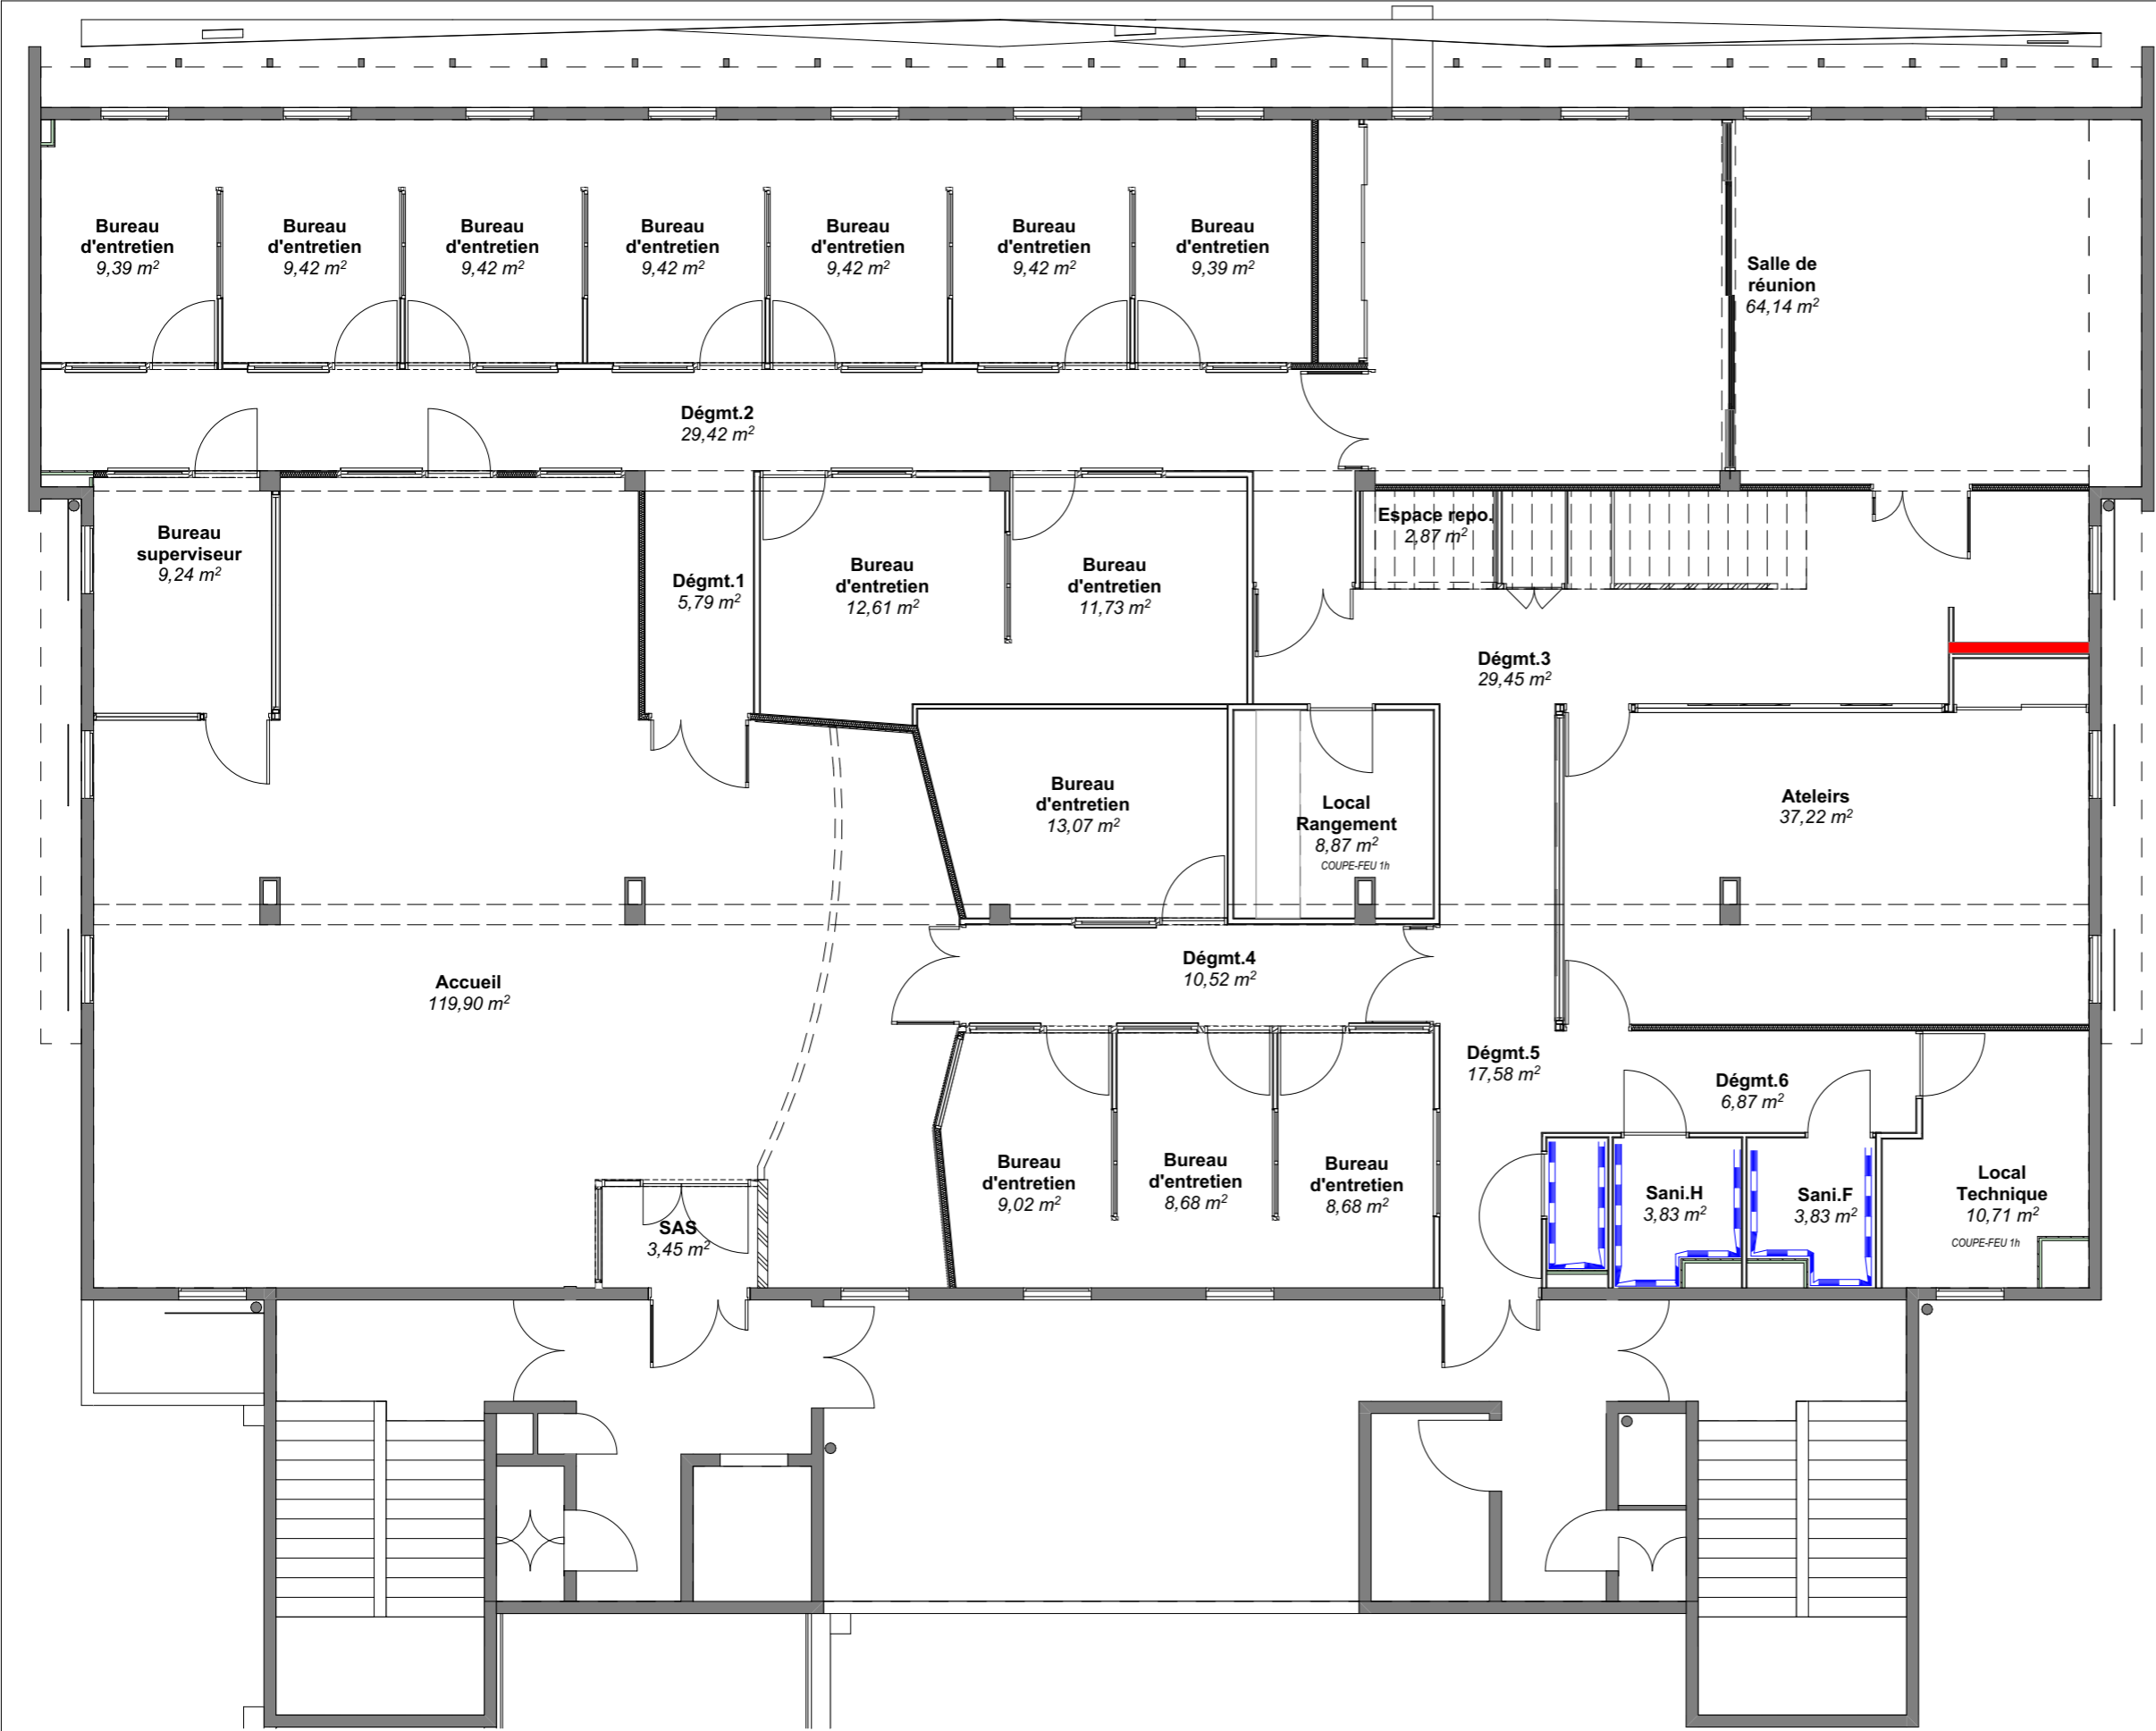 Bureau
d'entretien
9,39 m²
Bureau
d'entretien
9,42 m²
Bureau
d'entretien
9,42 m²
Bureau
d'entretien
9,42 m²
Bureau
d'entretien
9,42 m²
Bureau
d'entretien
9,42 m²
Bureau
d'entretien
9,39 m²
Salle de
réunion
64,14 m²
Dégmt.2
29,42 m²
Bureau
superviseur
9,24 m²
Dégmt.1
5,79 m²
Bureau
d'entretien
12,61 m²
Bureau
d'entretien
11,73 m²
Espace repo.
2,87 m²
Dégmt.3
29,45 m²
Bureau
d'entretien
13,07 m²
Local
Rangement
8,87 m²
COUPE-FEU 1h
Ateleirs
37,22 m²
Accueil
119,90 m²
Dégmt.4
10,52 m²
Dégmt.5
17,58 m²
Dégmt.6
6,87 m²
Bureau
d'entretien
9,02 m²
Bureau
d'entretien
8,68 m²
Bureau
d'entretien
8,68 m²
Sani.H
3,83 m²
Sani.F
3,83 m²
Local
Technique
10,71 m²
COUPE-FEU 1h
SAS
3,45 m²